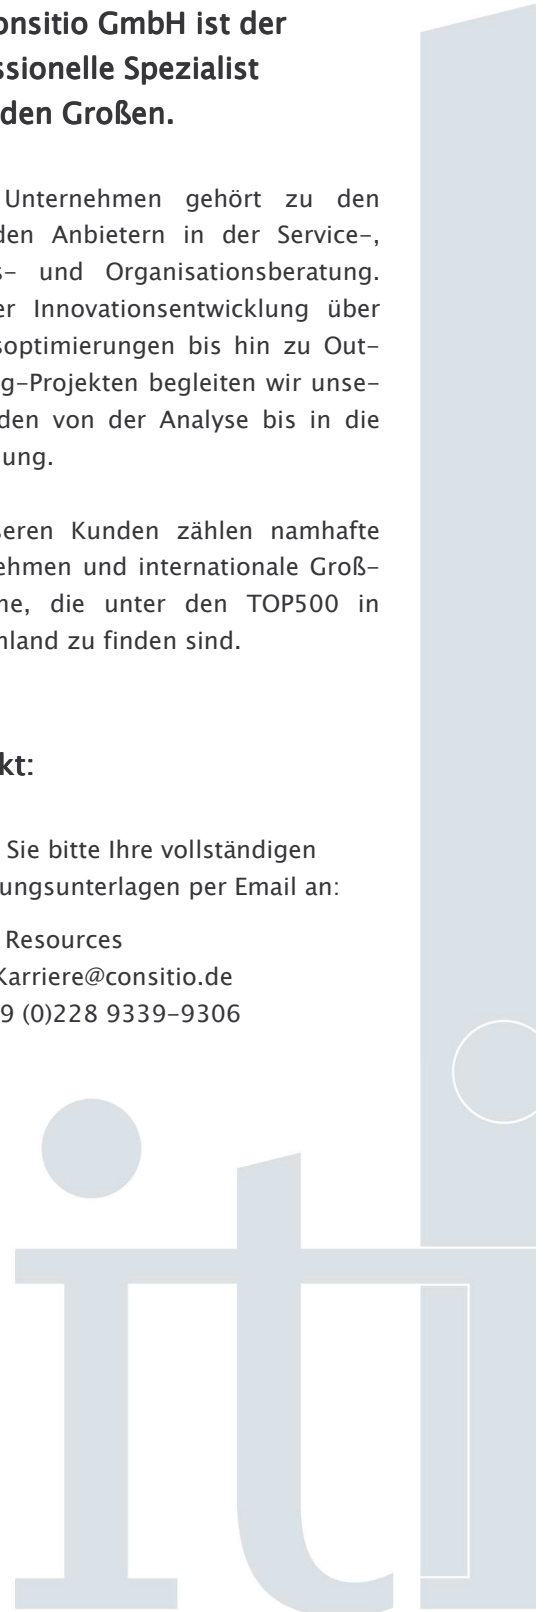 onsitio GmbH ist der
ssionelle Spezialist
den Großen.
Unternehmen gehört zu den
den Anbietern in der Service-,
s- und Organisationsberatung.
er Innovationsentwicklung über
soptimierungen bis hin zu Out-
g-Projekten begleiten wir unse-
den von der Analyse bis in die
ung.
seren Kunden zählen namhafte
ehmen und internationale Groß-
ne, die unter den TOP500 in
hland zu finden sind.
kt:
Sie bitte Ihre vollständigen
ungsunterlagen per Email an:
Resources
Karriere@consitio.de
9 (0)228 9339-9306
iti